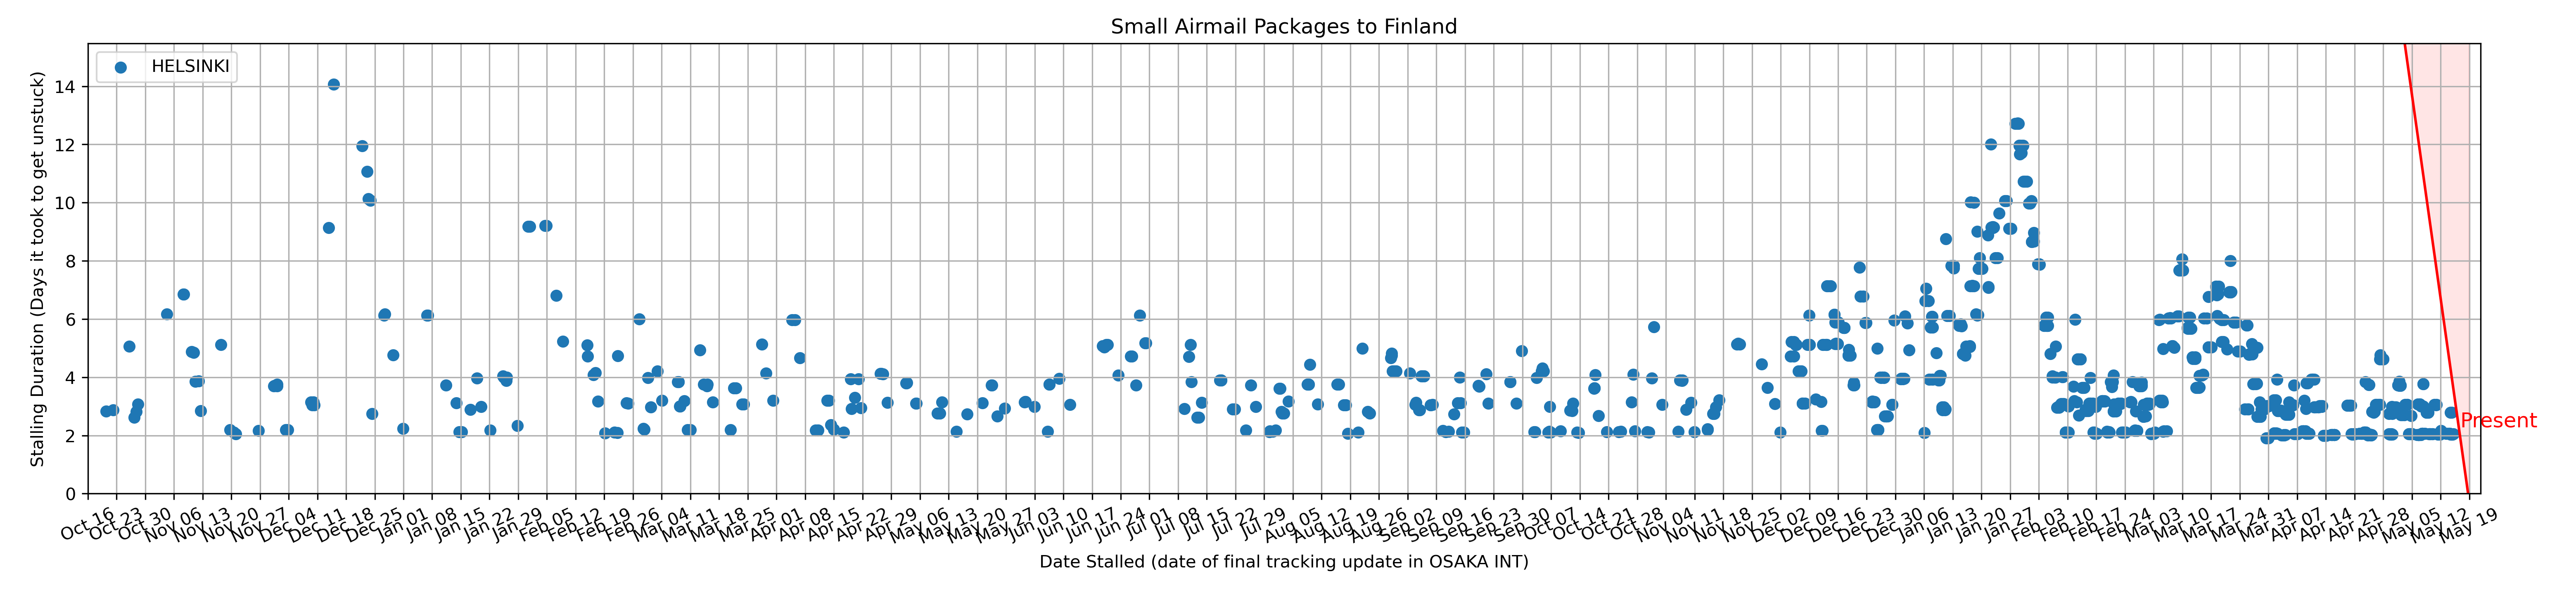 Small Airmail Packages to Finland
HELSINKI
Stalling Duration (Days it took to get unstuck)
14
12
10
8
6
4
2
0
Present
Oct 16 Oct 23 Oct 30 Nov 06 Nov 13 Nov 20 Nov 27 Dec 04 Dec 11 Dec 18 Dec 25 Jan 01 Jan 08 Jan 15 Jan 22 Jan 29 Feb 05 Feb 12 Feb 19 Feb 26 Mar 04 Mar 11 Mar 18 Mar 25 Apr 01 Apr 08 Apr 15 Apr 22 Apr 29 May 06 May 13 May 20 May 27 Jun 03 Jun 10 Jun 17 Jun 24 Jul 01 Jul 08 Jul 15 Jul 22 Jul 29 Aug 05 Aug 12 Aug 19 Aug 26 Sep 02 Sep 09 Sep 16 Sep 23 Sep 30 Oct 07 Oct 14 Oct 21 Oct 28 Nov 04 Nov 11 Nov 18 Nov 25 Dec 02 Dec 09 Dec 16 Dec 23 Dec 30 Jan 06 Jan 13 Jan 20 Jan 27 Feb 03 Feb 10 Feb 17 Feb 24 Mar 03 Mar 10 Mar 17 Mar 24 Mar 31 Apr 07 Apr 14 Apr 21 Apr 28 May 05 May 12 May 19
Date Stalled (date of final tracking update in OSAKA INT)